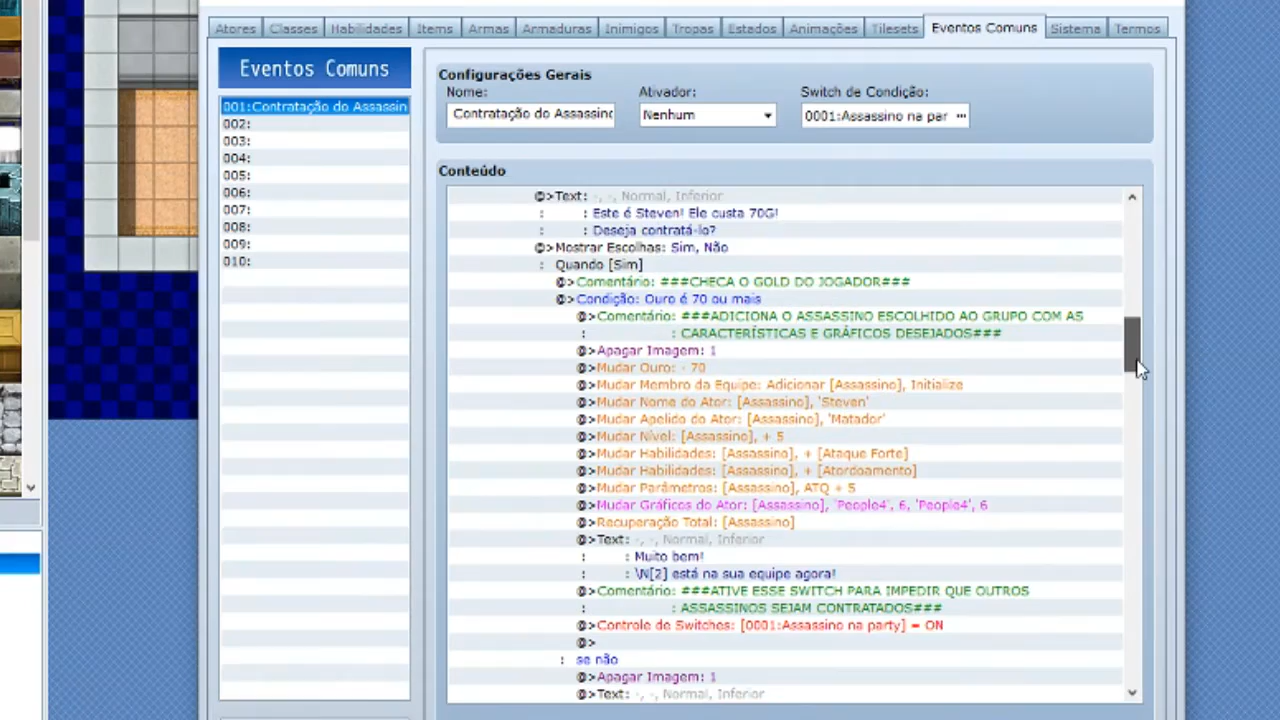 Atores Classes Habilidades Items Armas Armaduras Inimigos Tropas Estados Animações Tilesets Eventos Comuns Sistema Termos
Eventos Comuns
001:Contratação do Assassin
002:
003:
004:
005:
006:
007:
008:
009:
010:
Configurações Gerais
Nome: Ativador: Switch de Condição:
Contratação do Assassino Nenhum 0001:Assassino na par ...
Conteúdo
@>Text: -, -, Normal, Inferior
: : Este é Steven! Ele custa 70G!
: : Deseja contratá-lo?
@>Mostrar Escolhas: Sim, Não
: Quando [Sim]
@>Comentário: ###CHECA O GOLD DO JOGADOR###
@>Condição: Ouro é 70 ou mais
@>Comentário: ###ADICIONA O ASSASSINO ESCOLHIDO AO GRUPO COM AS
: : CARACTERÍSTICAS E GRÁFICOS DESEJADOS###
@>Apagar Imagem: 1
@>Mudar Ouro: - 70
@>Mudar Membro da Equipe: Adicionar [Assassino], Initialize
@>Mudar Nome do Ator: [Assassino], 'Steven'
@>Mudar Apelido do Ator: [Assassino], 'Matador'
@>Mudar Nível: [Assassino], + 5
@>Mudar Habilidades: [Assassino], + [Ataque Forte]
@>Mudar Habilidades: [Assassino], + [Atordoamento]
@>Mudar Parâmetros: [Assassino], ATQ + 5
@>Mudar Gráficos do Ator: [Assassino], 'People4', 6, 'People4', 6
@>Recuperação Total: [Assassino]
@>Text: -, -, Normal, Inferior
: : Muito bem!
: : \N[2] está na sua equipe agora!
@>Comentário: ###ATIVE ESSE SWITCH PARA IMPEDIR QUE OUTROS
: : ASSASSINOS SEJAM CONTRATADOS###
@>Controle de Switches: [0001:Assassino na party] = ON
@>
: se não
@>Apagar Imagem: 1
@>Text: -, -, Normal, Inferior